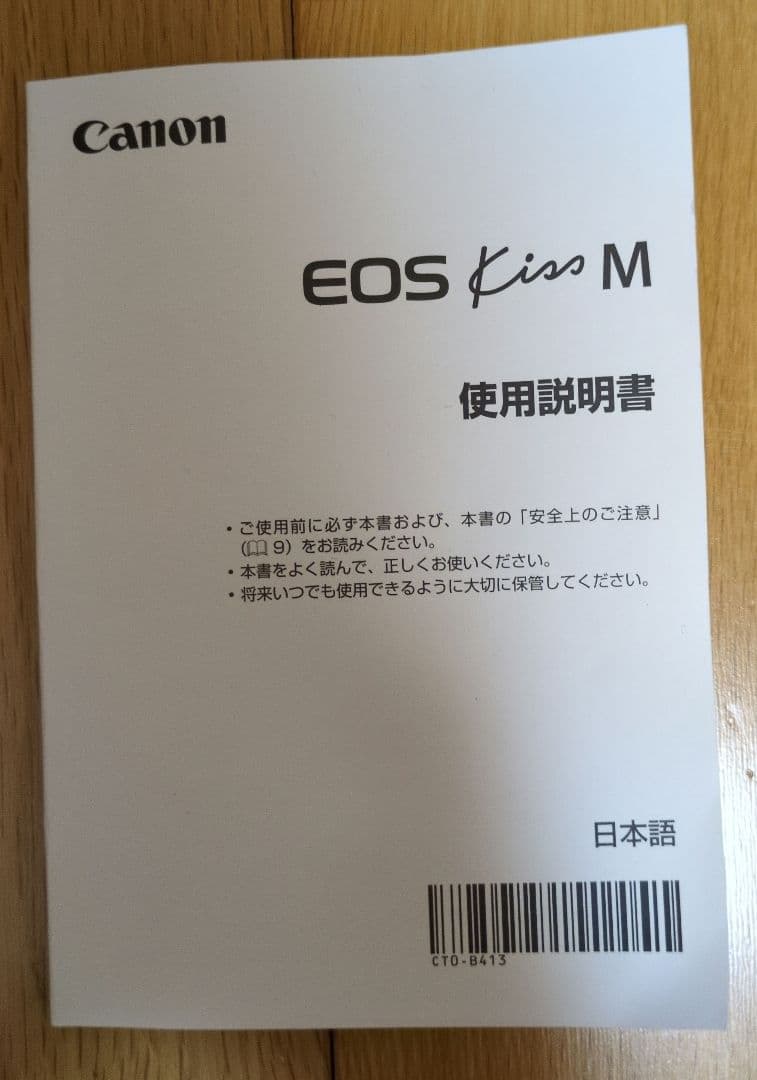 Canon
EOS Kiss M
使用説明書
・ご使用前に必ず本書および、本書の「安全上のご注意」
（ 9）をお読みください。
・本書をよく読んで、正しくお使いください。
・将来いつでも使用できるように大切に保管してください。
日本語
CT0-B413